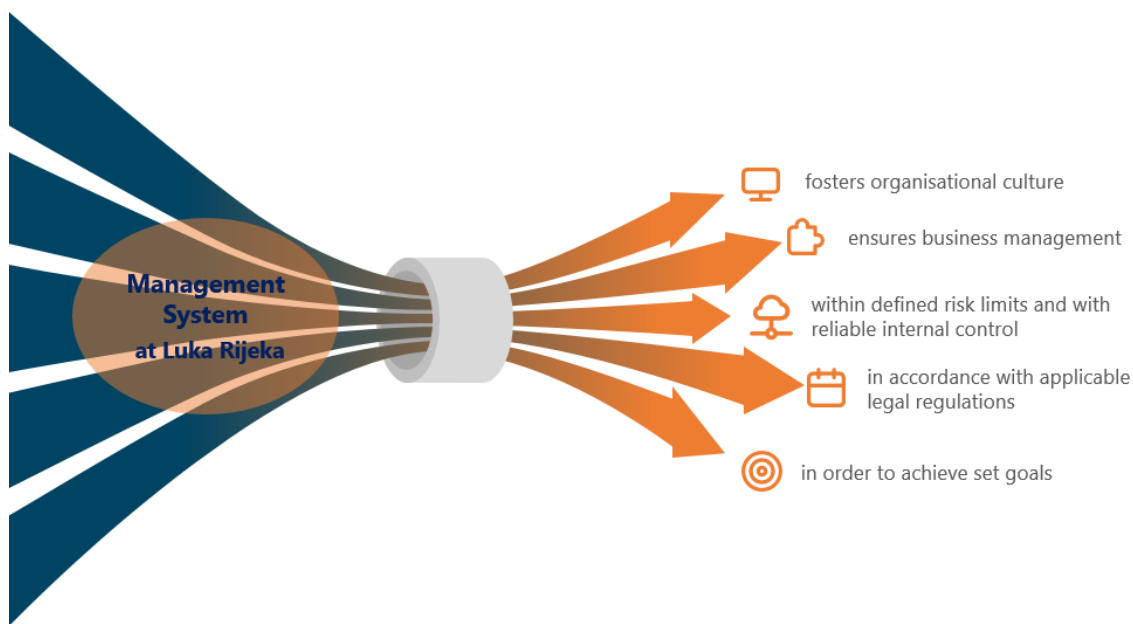 Management
System
at Luka Rijeka
fosters organisational culture
ensures business management
within defined risk limits and with
reliable internal control
in accordance with applicable
legal regulations
in order to achieve set goals